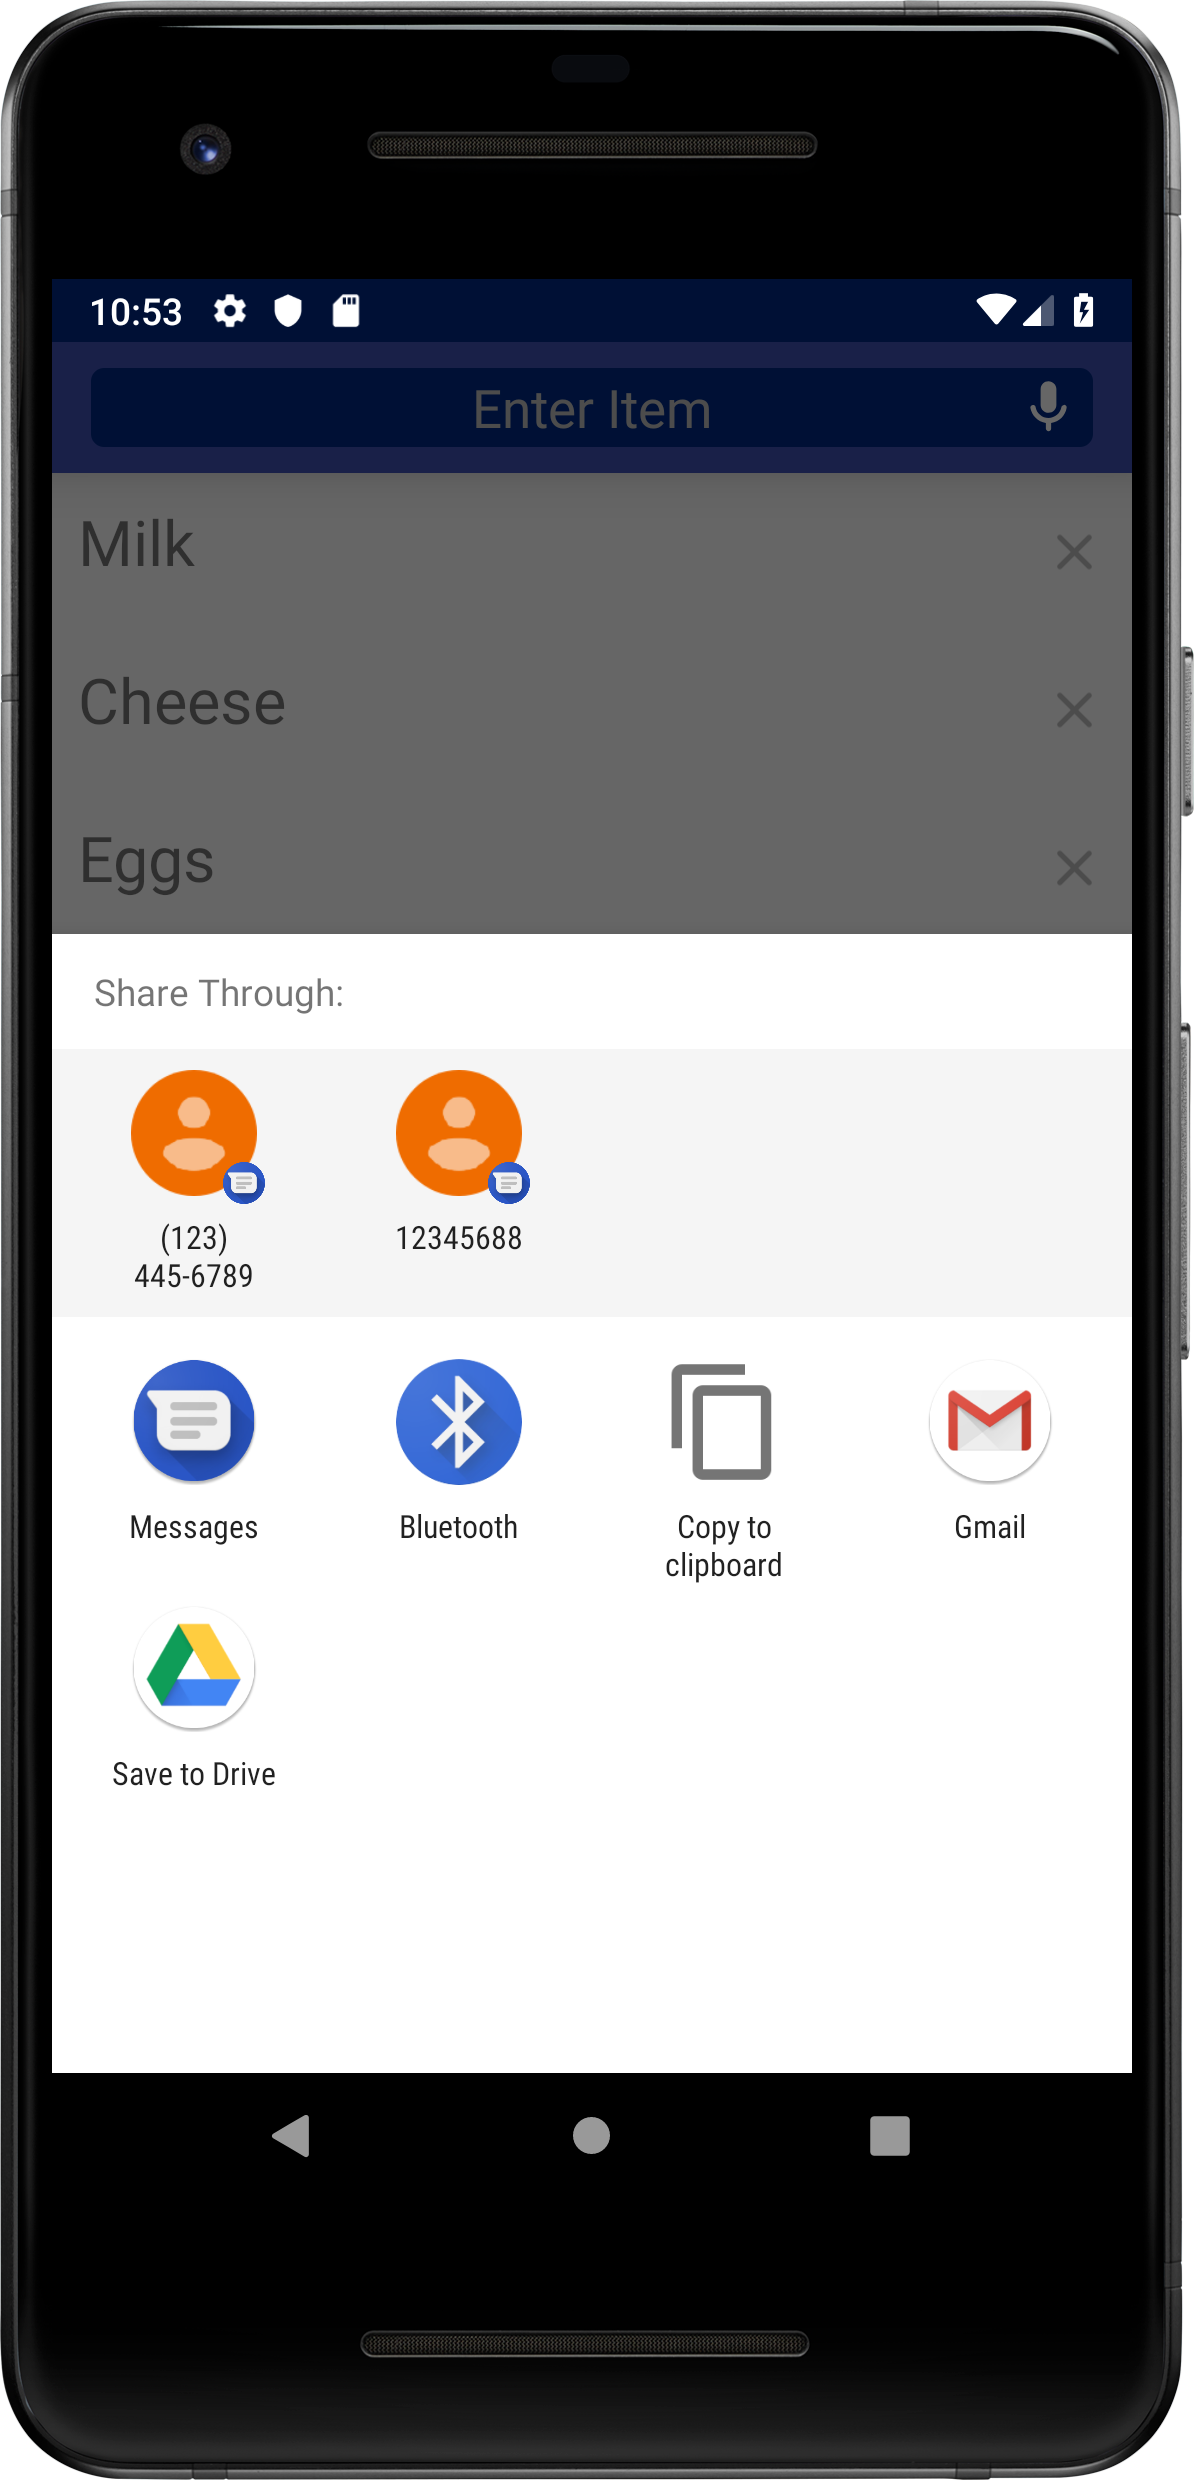 10:53
Enter Item
Milk
Cheese
Eggs
Share Through:
(123)
445-6789
12345688
Messages
Bluetooth
Copy to
clipboard
Gmail
Save to Drive